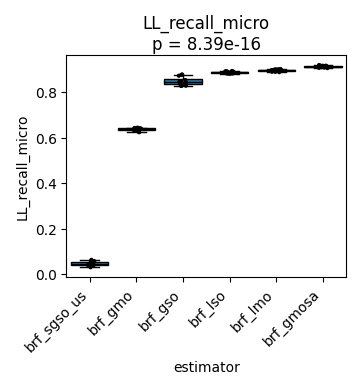 LL_recall_micro
p = 8.39e-16
LL_recall_micro
0.8
0.6
0.4
0.2
0.0
brf_sgso_us
brf_gmo
brf_gso
brf_lso
brf_lmo
brf_gmosa
estimator